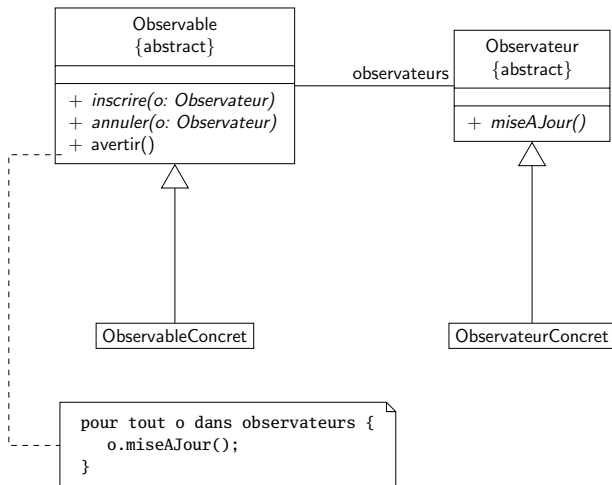 Observable
{abstract}
+ inscrire(o: Observateur)
+ annuler(o: Observateur)
+ avertir()
observateurs
Observateur
{abstract}
+ miseAJour()
ObservableConcret
ObservateurConcret
pour tout o dans observateurs {
o.miseAJour();
}